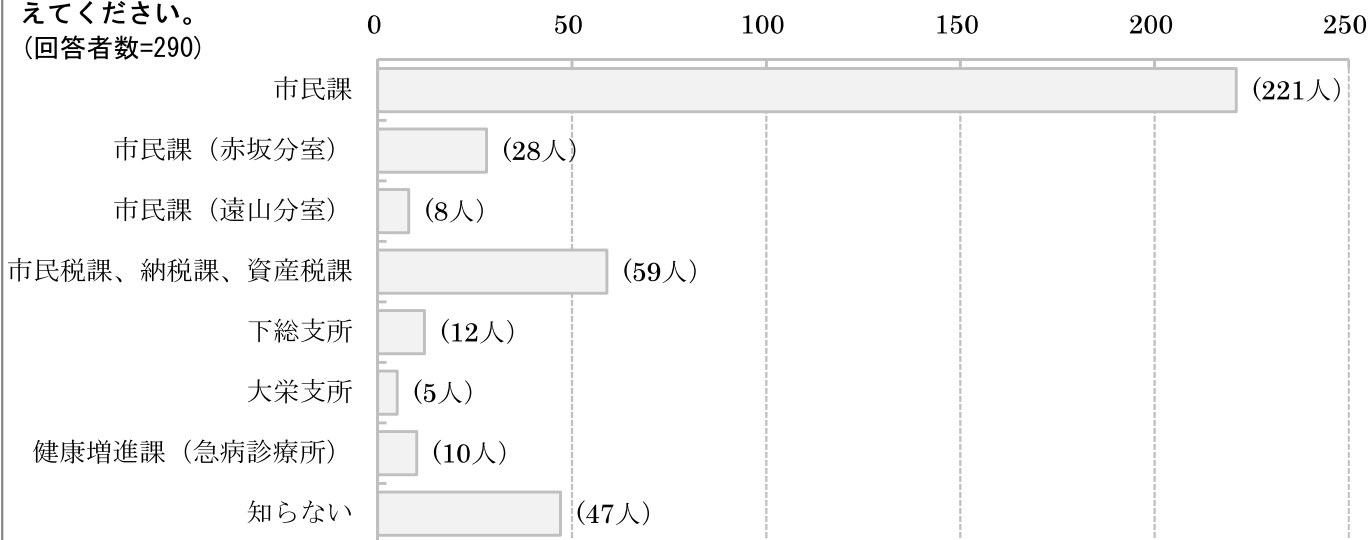 えてください。
(回答者数=290)
0 50 100 150 200 250
市民課 (221人)
市民課（赤坂分室） (28人)
市民課（遠山分室） (8人)
市民税課、納税課、資産税課 (59人)
下総支所 (12人)
大栄支所 (5人)
健康増進課（急病診療所） (10人)
知らない (47人)